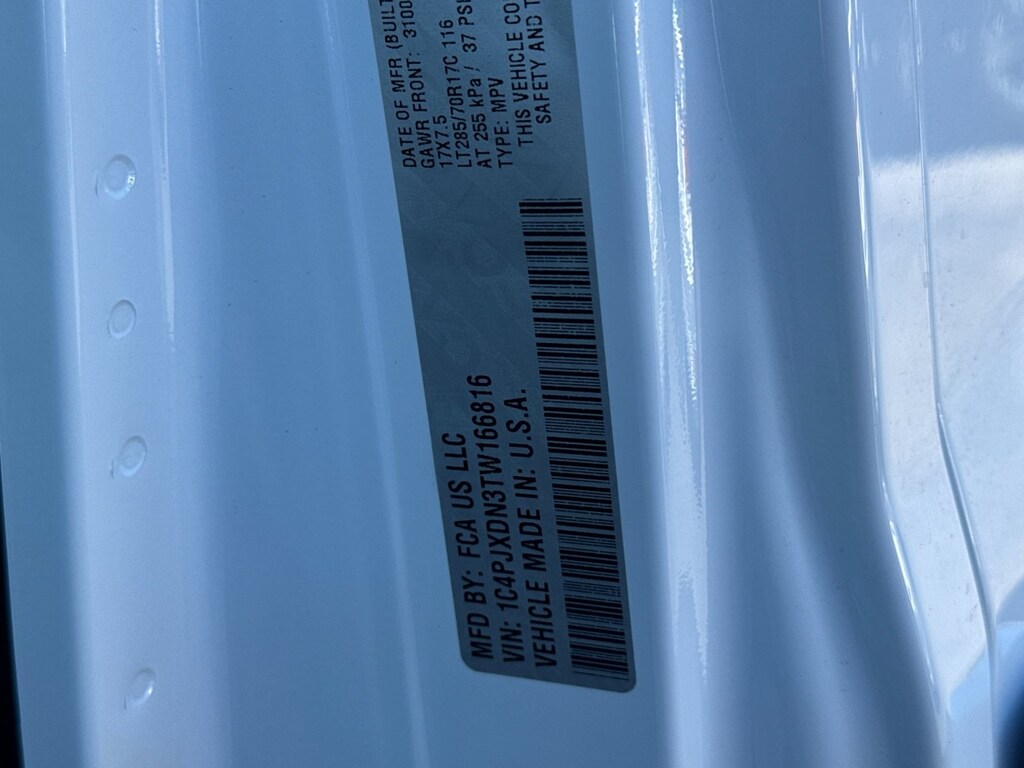 MFD BY: FCA US LLC
VIN: 1C4PJXDN3TW166816
VEHICLE MADE IN: U.S.A.
DATE OF MFR (BUILT
GAWR FRONT: 3100
17X7.5
LT285/70R17C 116
AT 255 kPa / 37 PSI
TYPE: MPV
THIS VEHICLE CO
SAFETY AND T